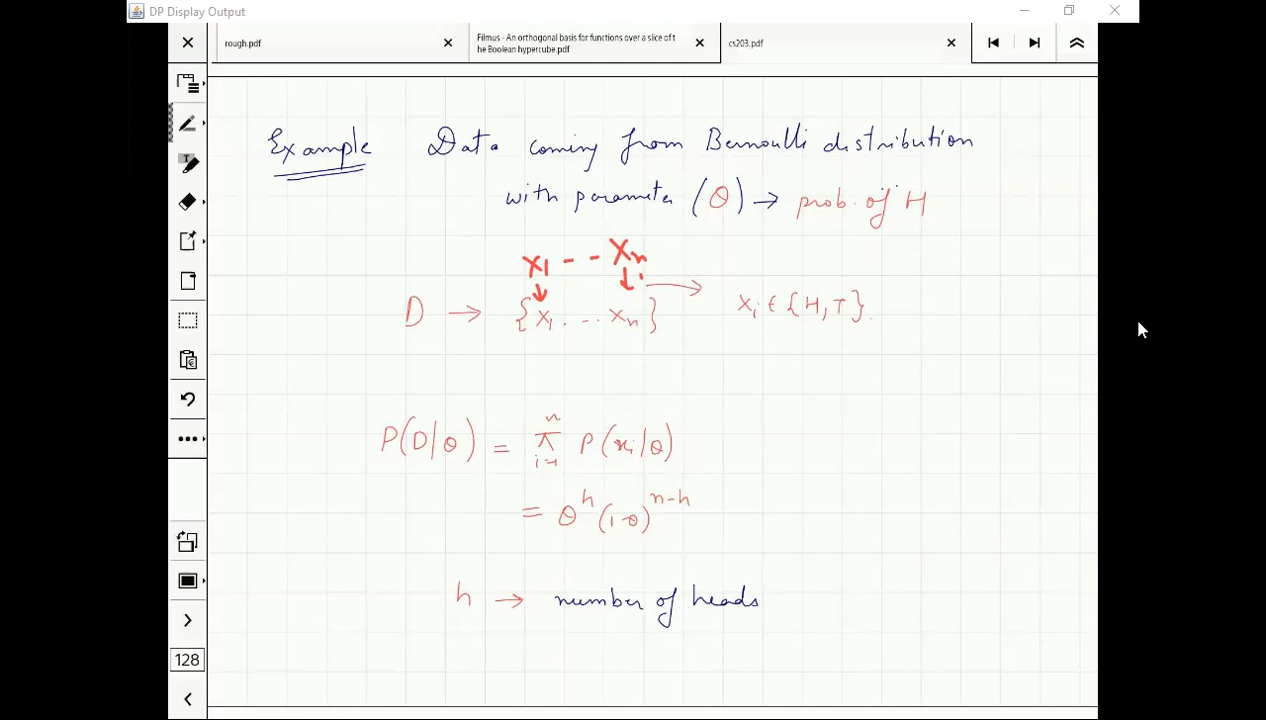 DP Display Output
rough.pdf
Filmus - An orthogonal basis for functions over a slice of t
he Boolean hypercube.pdf
cs203.pdf
Example Data coming from Bernoulli distribution
with parameter (θ) → prob. of H
X1 - - Xn
D → {x1 . . . . xn} → xi ∈ {H, T}.
P(D|θ) = π i=1 n P(xi|θ)
= θ^h (1-θ)^n-h
h → number of heads
128